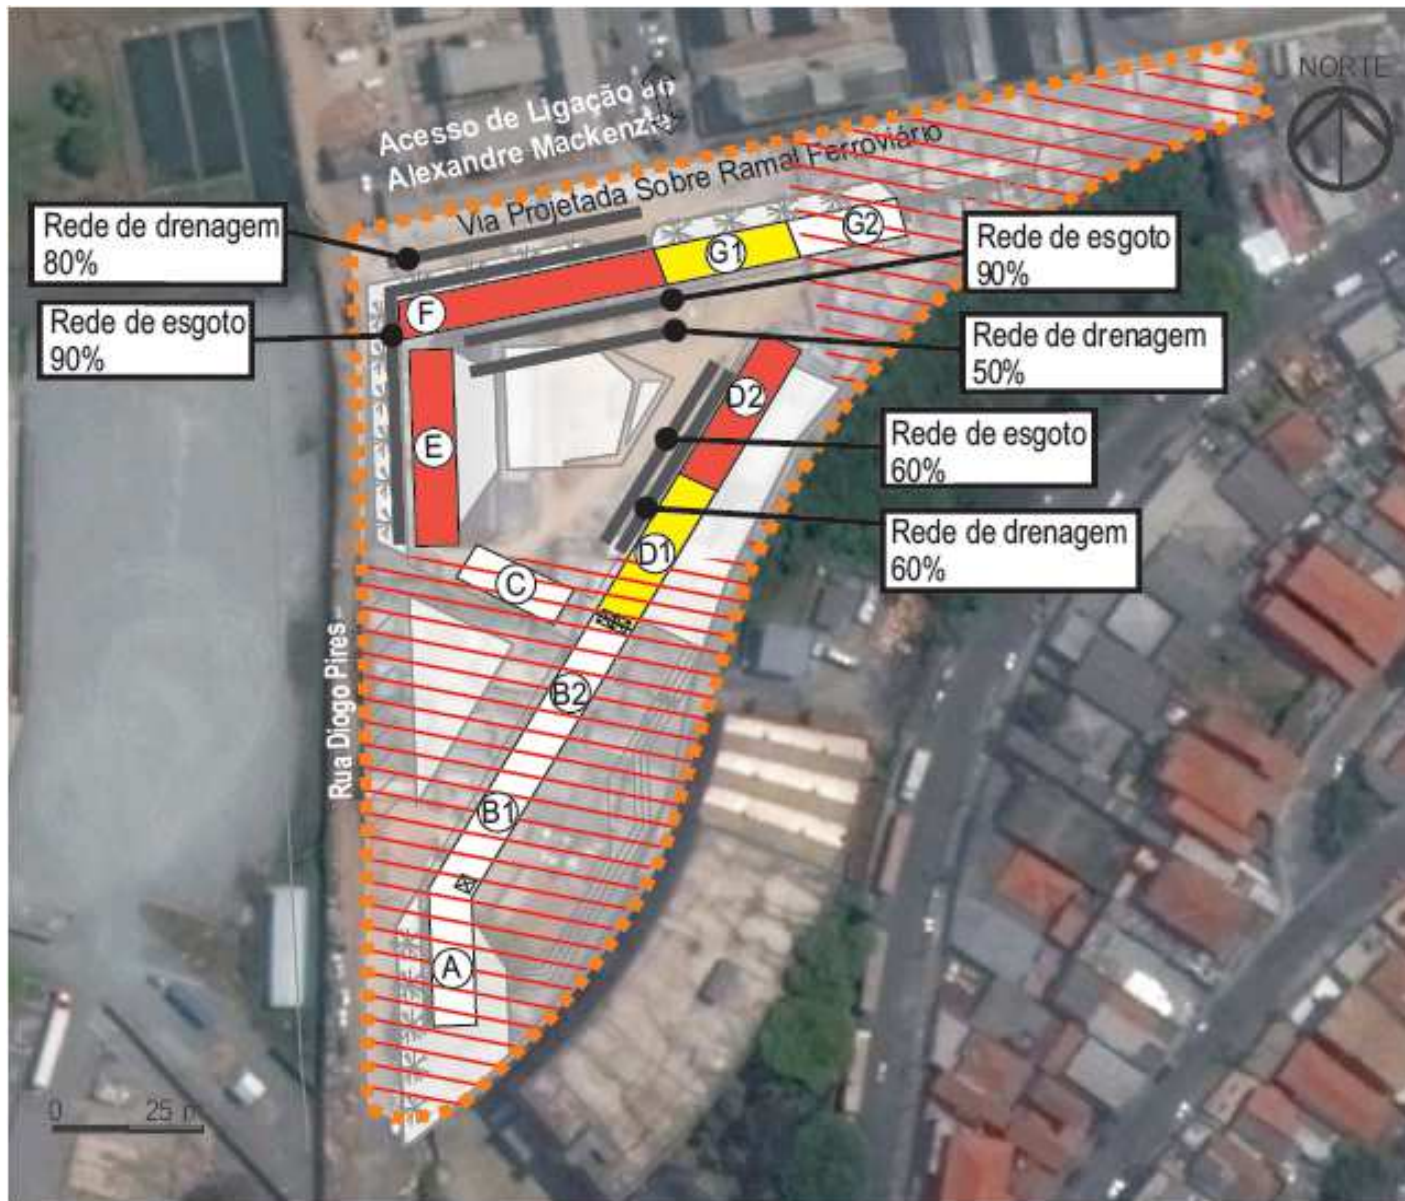 NORTE
Acesso de Ligação ao
Alexandre Mackenzie
Via Projetada Sobre Ramal Ferroviário
Rede de drenagem
80%
Rede de esgoto
90%
Rede de esgoto
90%
Rede de drenagem
50%
Rede de esgoto
60%
Rede de drenagem
60%
G2
G1
F
E
D2
D1
C
B2
B1
A
Rua Diogo Pires
0 25 m